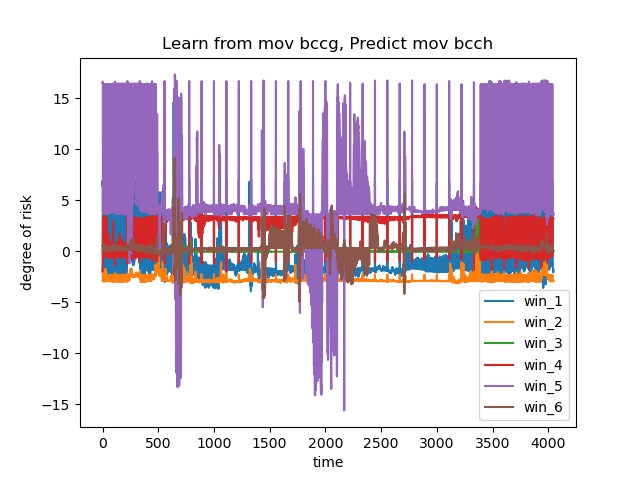 Learn from mov bccg, Predict mov bcch
degree of risk
15
10
5
0
−5
−10
−15
win_1
win_2
win_3
win_4
win_5
win_6
0 500 1000 1500 2000 2500 3000 3500 4000
time